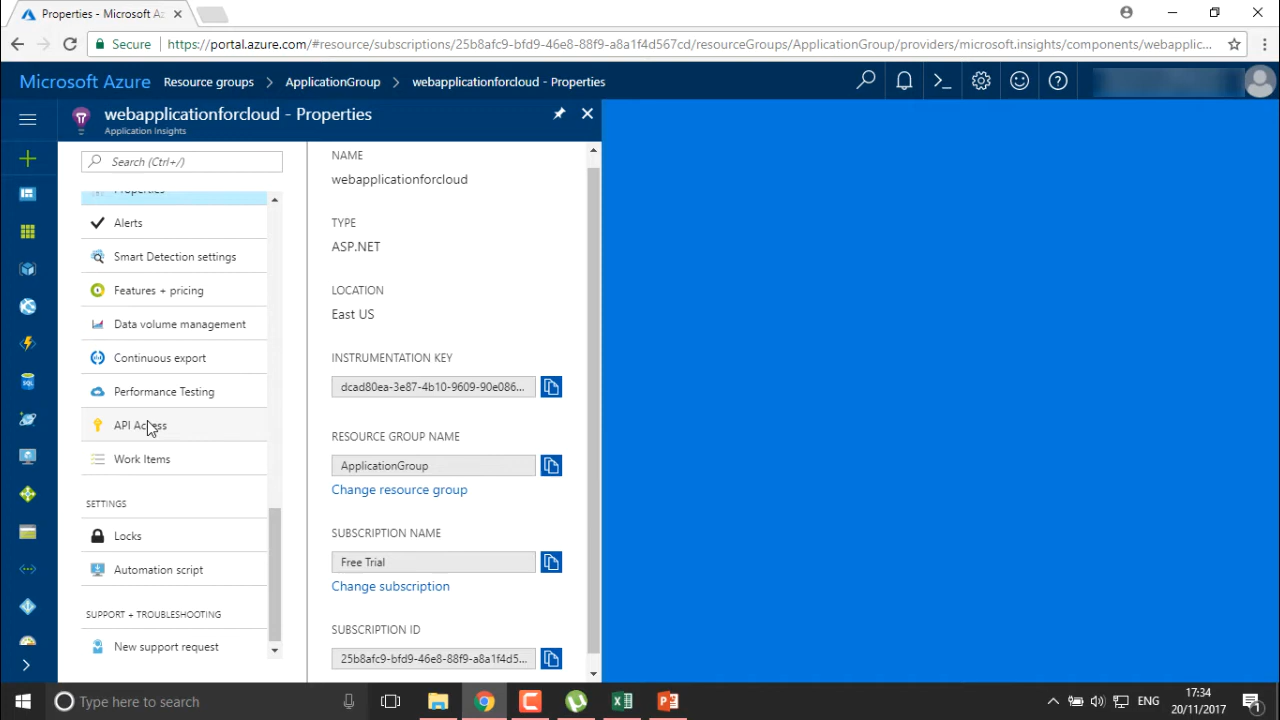 Properties - Microsoft Az
Secure
https://portal.azure.com/#resource/subscriptions/25b8afc9-bfd9-46e8-88f9-a8a1f4d567cd/resourceGroups/ApplicationGroup/providers/microsoft.insights/components/webapplic...
Microsoft Azure
Resource groups > ApplicationGroup > webapplicationforcloud - Properties
webapplicationforcloud - Properties
Application Insights
Search (Ctrl+/)
Properties
Alerts
Smart Detection settings
Features + pricing
Data volume management
Continuous export
Performance Testing
API Access
Work Items
SETTINGS
Locks
Automation script
SUPPORT + TROUBLESHOOTING
New support request
NAME
webapplicationforcloud
TYPE
ASP.NET
LOCATION
East US
INSTRUMENTATION KEY
dcad80ea-3e87-4b10-9609-90e086...
RESOURCE GROUP NAME
ApplicationGroup
Change resource group
SUBSCRIPTION NAME
Free Trial
Change subscription
SUBSCRIPTION ID
25b8afc9-bfd9-46e8-88f9-a8a1f4d5...
Type here to search
ENG
17:34
20/11/2017
1